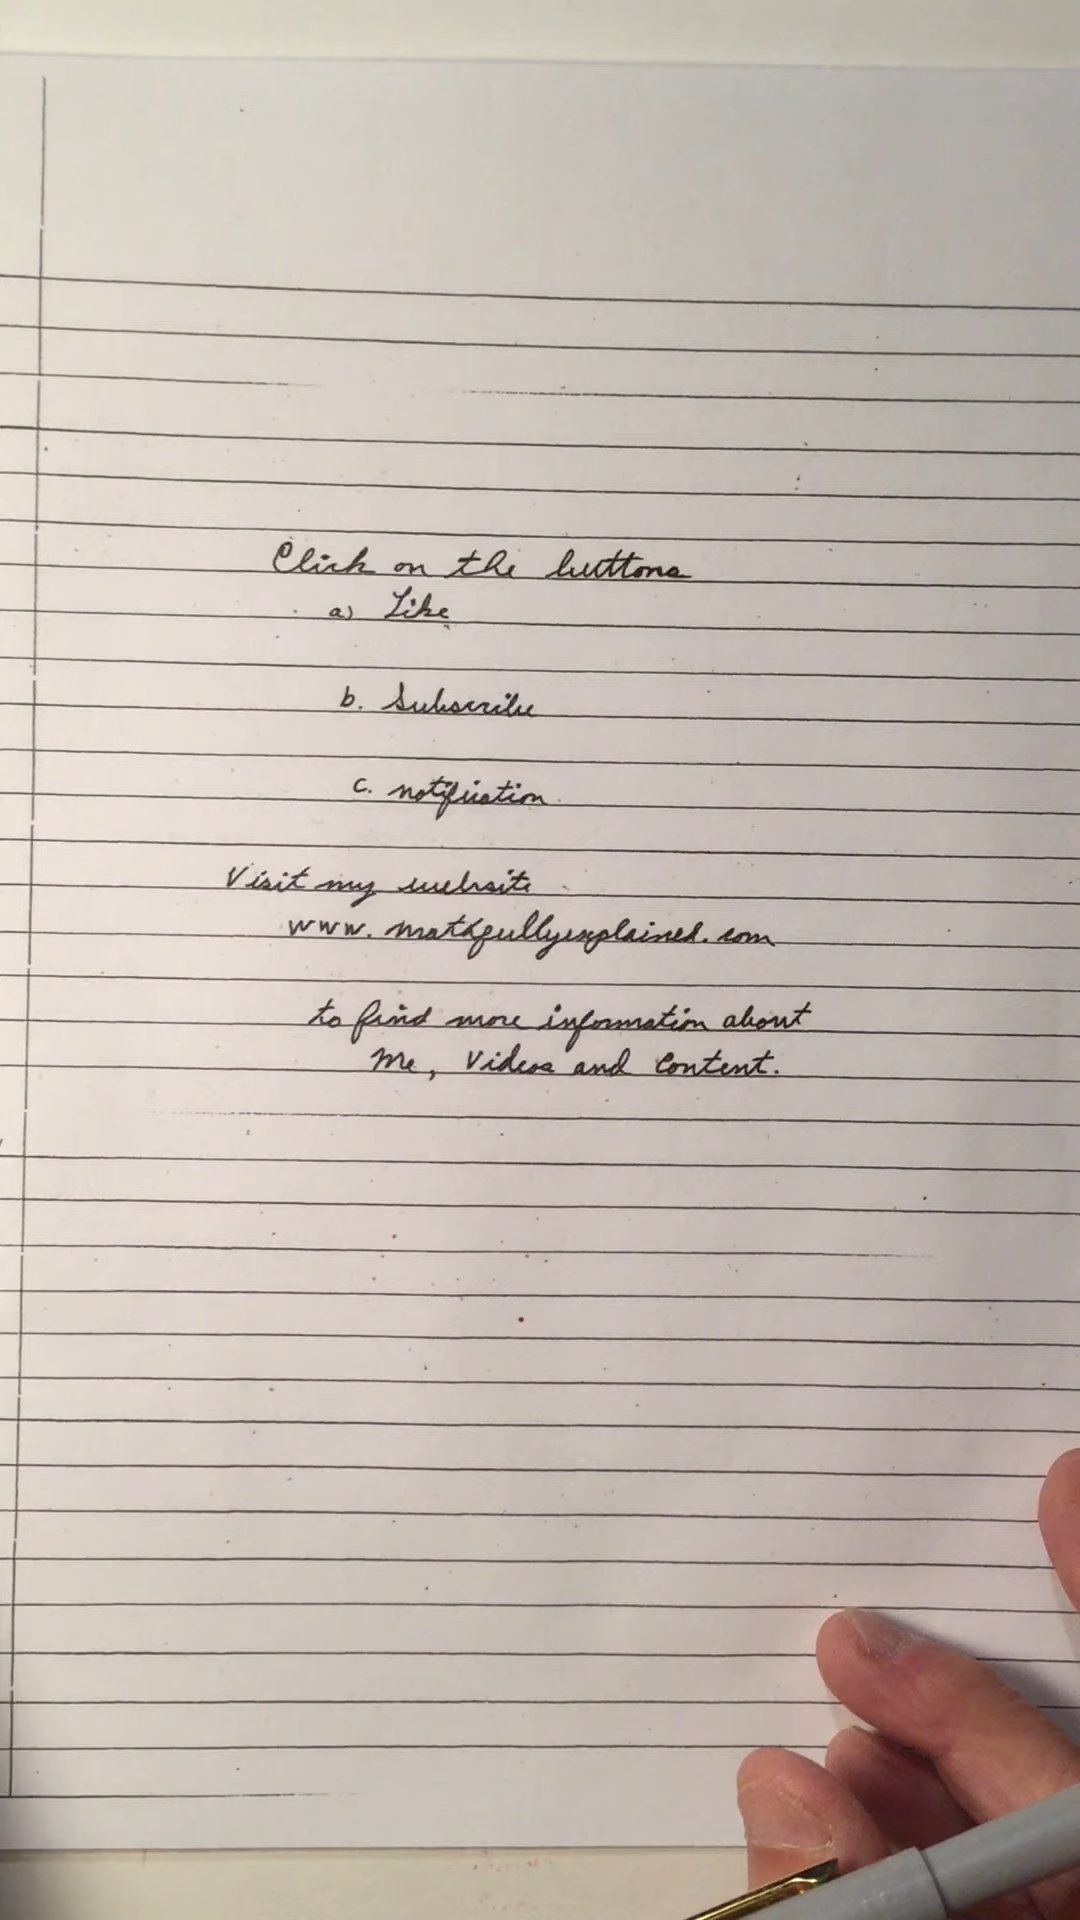 Click on the buttons
a) Like
b. Subscribe
c. notification.
Visit my website
www.mathfullyexplained.com
to find more information about
Me, Videos and Content.